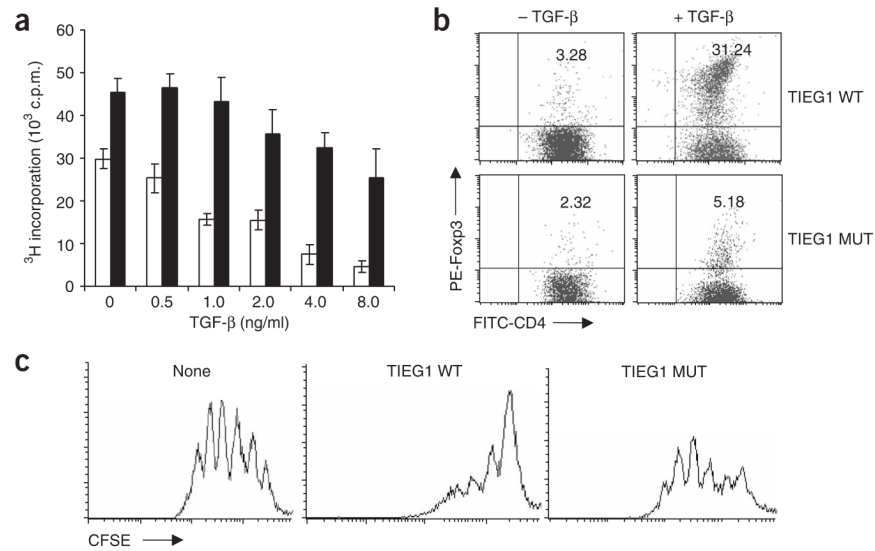 a
60
50
40
30
20
10
0
³H incorporation (10³ c.p.m.)
0 0.5 1.0 2.0 4.0 8.0
TGF-β (ng/ml)
b
– TGF-β + TGF-β
3.28 31.24
TIEG1 WT
2.32 5.18
TIEG1 MUT
PE-Foxp3
FITC-CD4
c
None TIEG1 WT TIEG1 MUT
CFSE